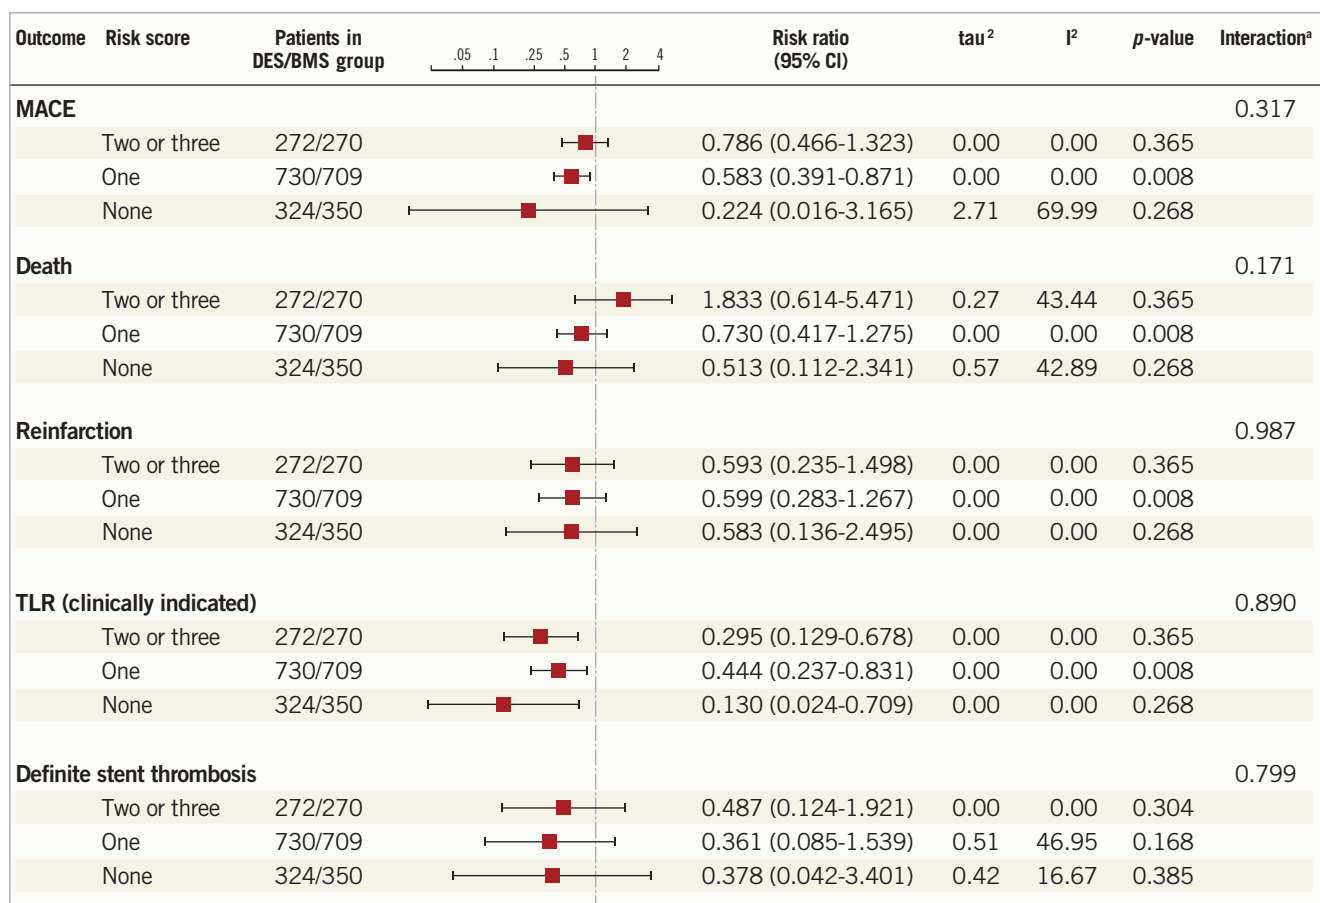 Outcome Risk score Patients in DES/BMS group .05 .1 .25 .5 1 2 4 Risk ratio (95% CI) tau² I² p-value Interactionᵃ
MACE 0.317
Two or three 272/270 0.786 (0.466-1.323) 0.00 0.00 0.365
One 730/709 0.583 (0.391-0.871) 0.00 0.00 0.008
None 324/350 0.224 (0.016-3.165) 2.71 69.99 0.268
Death 0.171
Two or three 272/270 1.833 (0.614-5.471) 0.27 43.44 0.365
One 730/709 0.730 (0.417-1.275) 0.00 0.00 0.008
None 324/350 0.513 (0.112-2.341) 0.57 42.89 0.268
Reinfarction 0.987
Two or three 272/270 0.593 (0.235-1.498) 0.00 0.00 0.365
One 730/709 0.599 (0.283-1.267) 0.00 0.00 0.008
None 324/350 0.583 (0.136-2.495) 0.00 0.00 0.268
TLR (clinically indicated) 0.890
Two or three 272/270 0.295 (0.129-0.678) 0.00 0.00 0.365
One 730/709 0.444 (0.237-0.831) 0.00 0.00 0.008
None 324/350 0.130 (0.024-0.709) 0.00 0.00 0.268
Definite stent thrombosis 0.799
Two or three 272/270 0.487 (0.124-1.921) 0.00 0.00 0.304
One 730/709 0.361 (0.085-1.539) 0.51 46.95 0.168
None 324/350 0.378 (0.042-3.401) 0.42 16.67 0.385